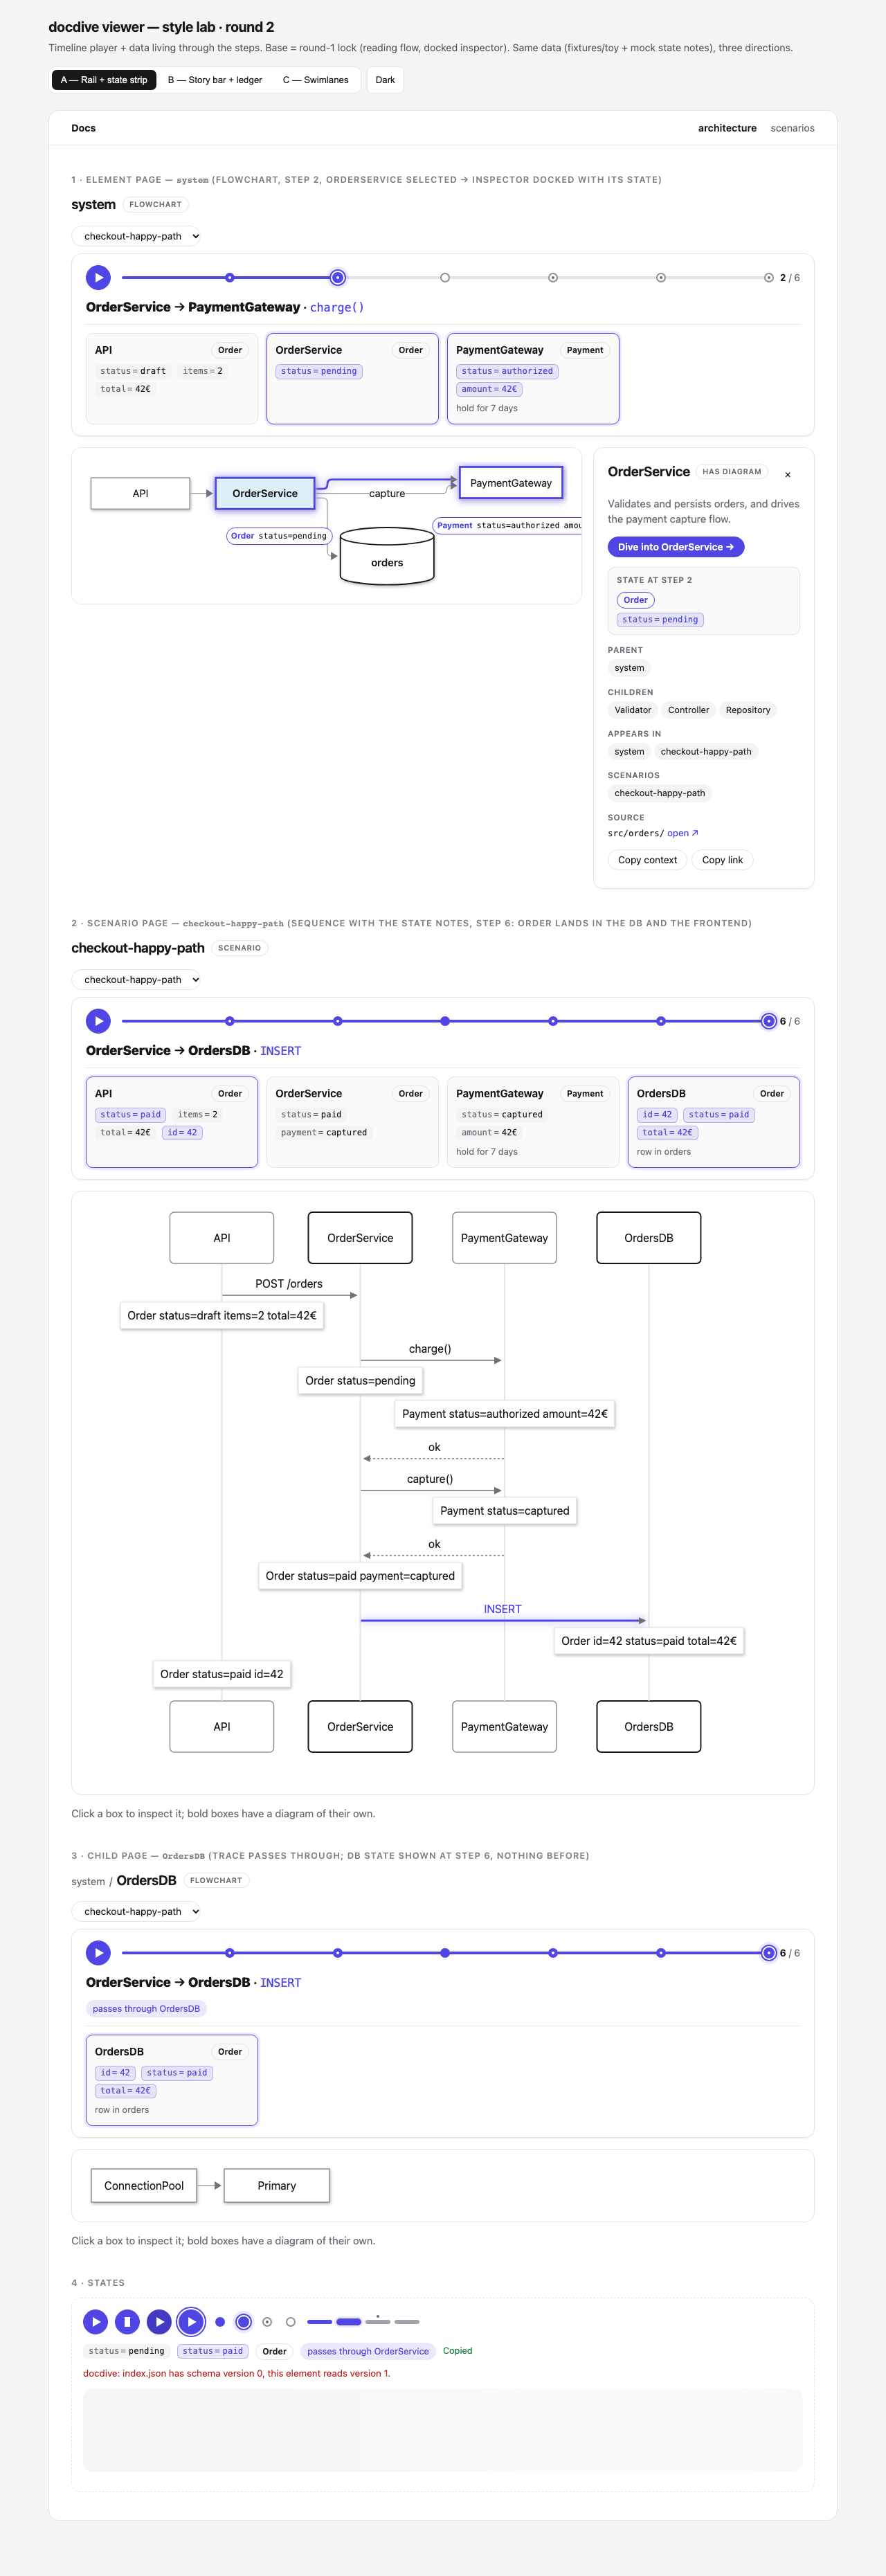 docdive viewer — style lab · round 2
Timeline player + data living through the steps. Base = round-1 lock (reading flow, docked inspector). Same data (fixtures/toy + mock state notes), three directions.
A — Rail + state strip B — Story bar + ledger C — Swimlanes Dark
Docs architecture scenarios
1 · ELEMENT PAGE — system (FLOWCHART, STEP 2, ORDERSERVICE SELECTED → INSPECTOR DOCKED WITH ITS STATE)
system FLOWCHART
checkout-happy-path
2 / 6
OrderService → PaymentGateway · charge()
API Order
status= draft items= 2
total= 42€
OrderService Order
status= pending
PaymentGateway Payment
status= authorized
amount= 42€
hold for 7 days
API
OrderService
capture
PaymentGateway
Order status=pending
Payment status=authorized amou
orders
OrderService HAS DIAGRAM ×
Validates and persists orders, and drives
the payment capture flow.
Dive into OrderService →
STATE AT STEP 2
Order
status= pending
PARENT
system
CHILDREN
Validator Controller Repository
APPEARS IN
system checkout-happy-path
SCENARIOS
checkout-happy-path
SOURCE
src/orders/ open ↗
Copy context Copy link
2 · SCENARIO PAGE — checkout-happy-path (SEQUENCE WITH THE STATE NOTES, STEP 6: ORDER LANDS IN THE DB AND THE FRONTEND)
checkout-happy-path SCENARIO
checkout-happy-path
6 / 6
OrderService → OrdersDB · INSERT
API Order
status= paid items= 2
total= 42€ id= 42
OrderService Order
status= paid
payment= captured
PaymentGateway Payment
status= captured
amount= 42€
hold for 7 days
OrdersDB Order
id= 42 status= paid
total= 42€
row in orders
API OrderService PaymentGateway OrdersDB
POST /orders
Order status=draft items=2 total=42€
charge()
Order status=pending
Payment status=authorized amount=42€
ok
capture()
Payment status=captured
ok
Order status=paid payment=captured
INSERT
Order id=42 status=paid total=42€
Order status=paid id=42
API OrderService PaymentGateway OrdersDB
Click a box to inspect it; bold boxes have a diagram of their own.
3 · CHILD PAGE — OrdersDB (TRACE PASSES THROUGH; DB STATE SHOWN AT STEP 6, NOTHING BEFORE)
system / OrdersDB FLOWCHART
checkout-happy-path
6 / 6
OrderService → OrdersDB · INSERT
passes through OrdersDB
OrdersDB Order
id= 42 status= paid
total= 42€
row in orders
ConnectionPool Primary
Click a box to inspect it; bold boxes have a diagram of their own.
4 · STATES
status= pending status= paid Order passes through OrderService Copied
docdive: index.json has schema version 0, this element reads version 1.